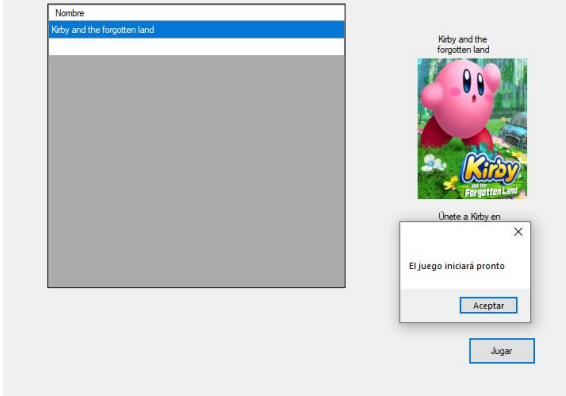 Nombre
Kirby and the forgotten land
Kirby and the
forgotten land
Kirby
and the
Forgotten Land
Únete a Kirby en
El juego iniciará pronto
Aceptar
Jugar